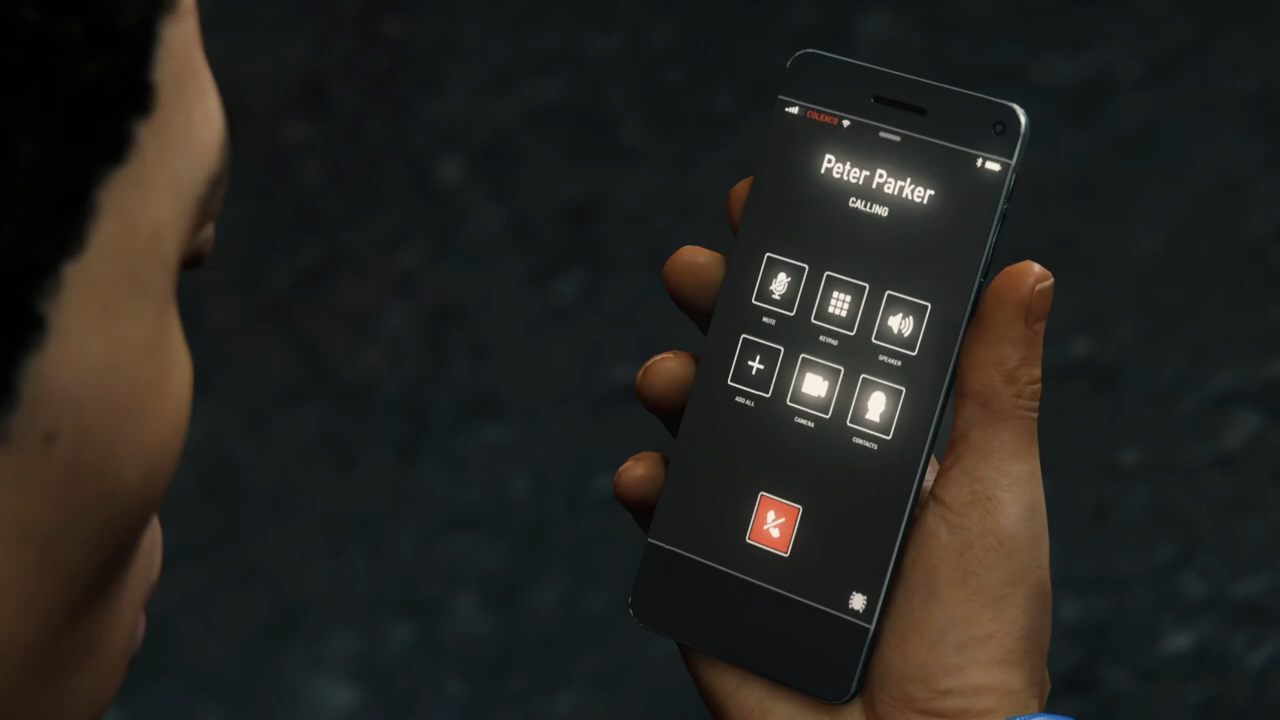 COLEXCO
Peter Parker
CALLING
MUTE
KEYPAD
SPEAKER
ADD ALL
CAMERA
CONTACTS